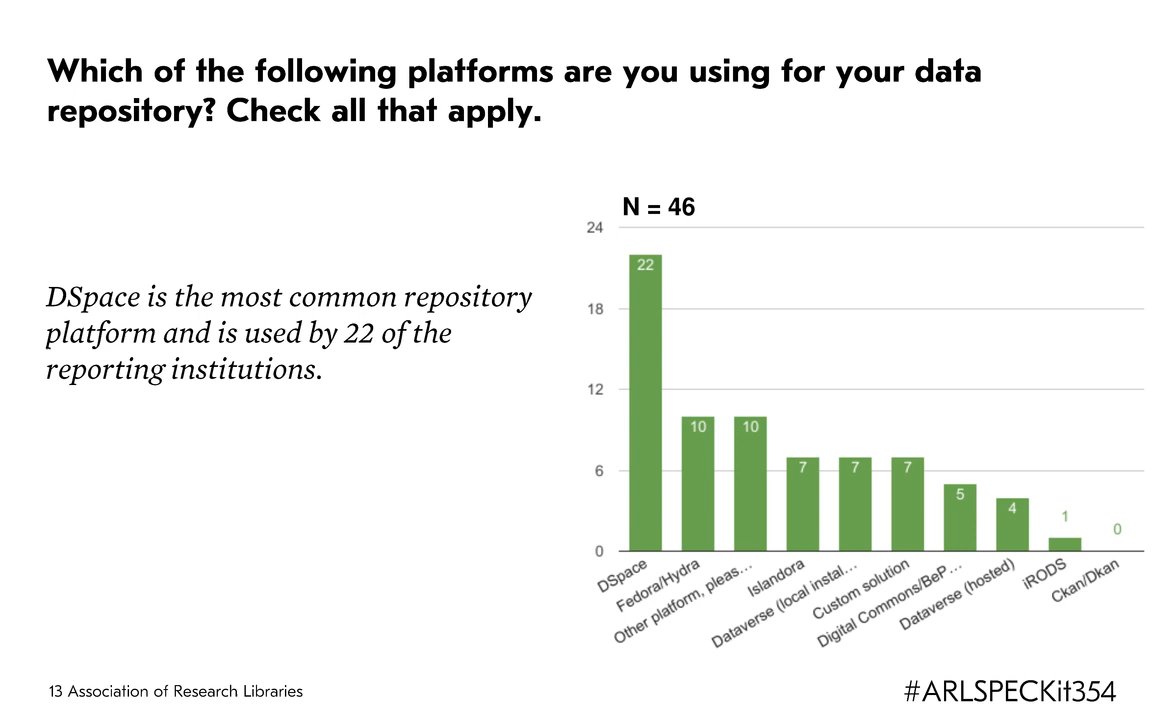 Which of the following platforms are you using for your data
repository? Check all that apply.
DSpace is the most common repository
platform and is used by 22 of the
reporting institutions.
N = 46
24
18
12
6
0
22
10
10
7
7
7
5
4
1
0
DSpace
Fedora/Hydra
Other platform, pleas…
Islandora
Dataverse (local instal…
Custom solution
Digital Commons/BeP…
Dataverse (hosted)
iRODS
Ckan/Dkan
13 Association of Research Libraries
#ARLSPECKit354